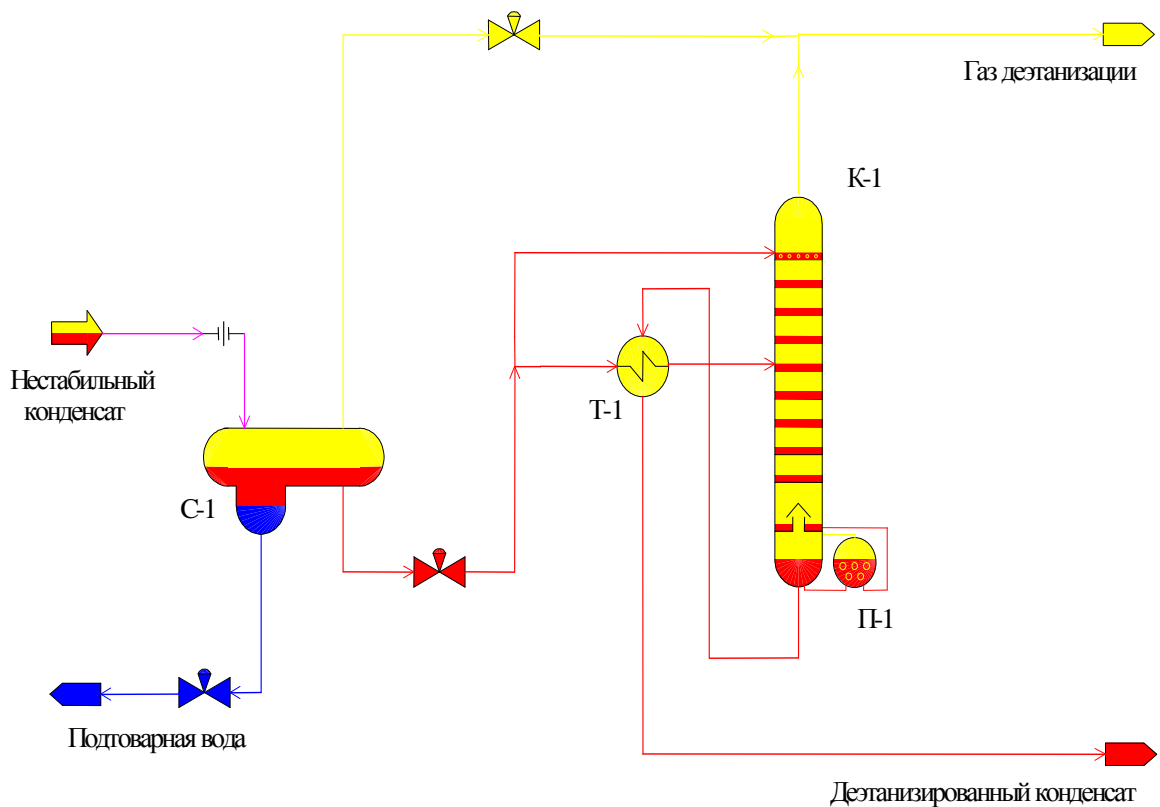 Газ деэтанизации
К-1
Нестабильный
конденсат
Т-1
С-1
П-1
Подтоварная вода
Деэтанизированный конденсат